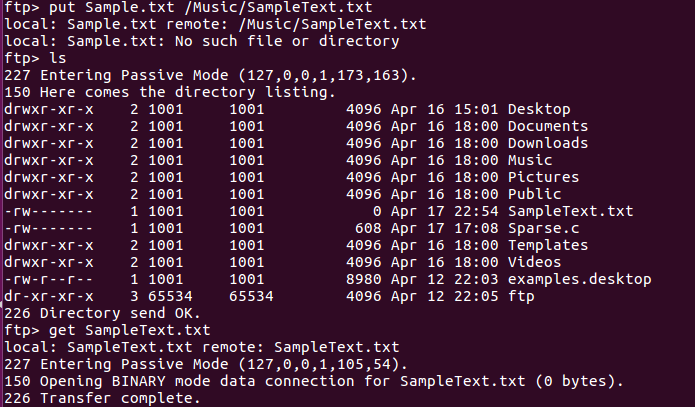 ftp> put Sample.txt /Music/SampleText.txt
local: Sample.txt remote: /Music/SampleText.txt
local: Sample.txt: No such file or directory
ftp> ls
227 Entering Passive Mode (127,0,0,1,173,163).
150 Here comes the directory listing.
drwxr-xr-x    2 1001     1001         4096 Apr 16 15:01 Desktop
drwxr-xr-x    2 1001     1001         4096 Apr 16 18:00 Documents
drwxr-xr-x    2 1001     1001         4096 Apr 16 18:00 Downloads
drwxr-xr-x    2 1001     1001         4096 Apr 16 18:00 Music
drwxr-xr-x    2 1001     1001         4096 Apr 16 18:00 Pictures
drwxr-xr-x    2 1001     1001         4096 Apr 16 18:00 Public
-rw-------    1 1001     1001            0 Apr 17 22:54 SampleText.txt
-rw-------    1 1001     1001          608 Apr 17 17:08 Sparse.c
drwxr-xr-x    2 1001     1001         4096 Apr 16 18:00 Templates
drwxr-xr-x    2 1001     1001         4096 Apr 16 18:00 Videos
-rw-r--r--    1 1001     1001         8980 Apr 12 22:03 examples.desktop
dr-xr-xr-x    3 65534    65534        4096 Apr 12 22:05 ftp
226 Directory send OK.
ftp> get SampleText.txt
local: SampleText.txt remote: SampleText.txt
227 Entering Passive Mode (127,0,0,1,105,54).
150 Opening BINARY mode data connection for SampleText.txt (0 bytes).
226 Transfer complete.